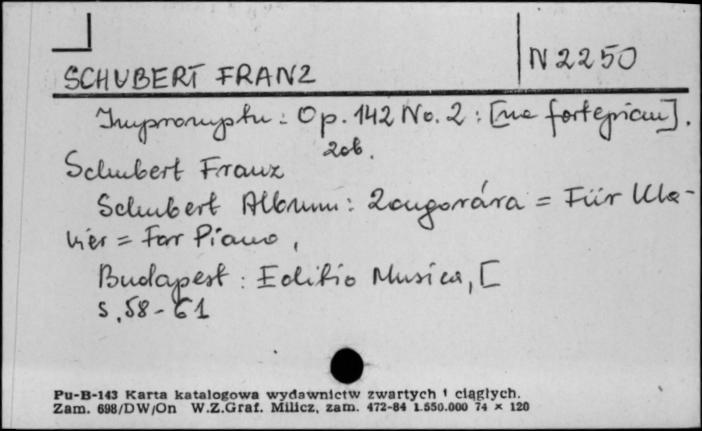 N 2250
SCHUBERT FRANZ
Impromptu : Op. 142 No. 2 : [na fortepian].
Zob.
Schubert Franz
Schubert Album : Zongorára = Für Kla-
vier = For Piano,
Budapest : Editio Musica, [
s. 58-61
Pu-B-143 Karta katalogowa wydawnictw zwartych i ciągłych.
Zam. 698/DW/On W.Z.Graf. Milicz, zam. 472-84 1.550.000 74 × 120